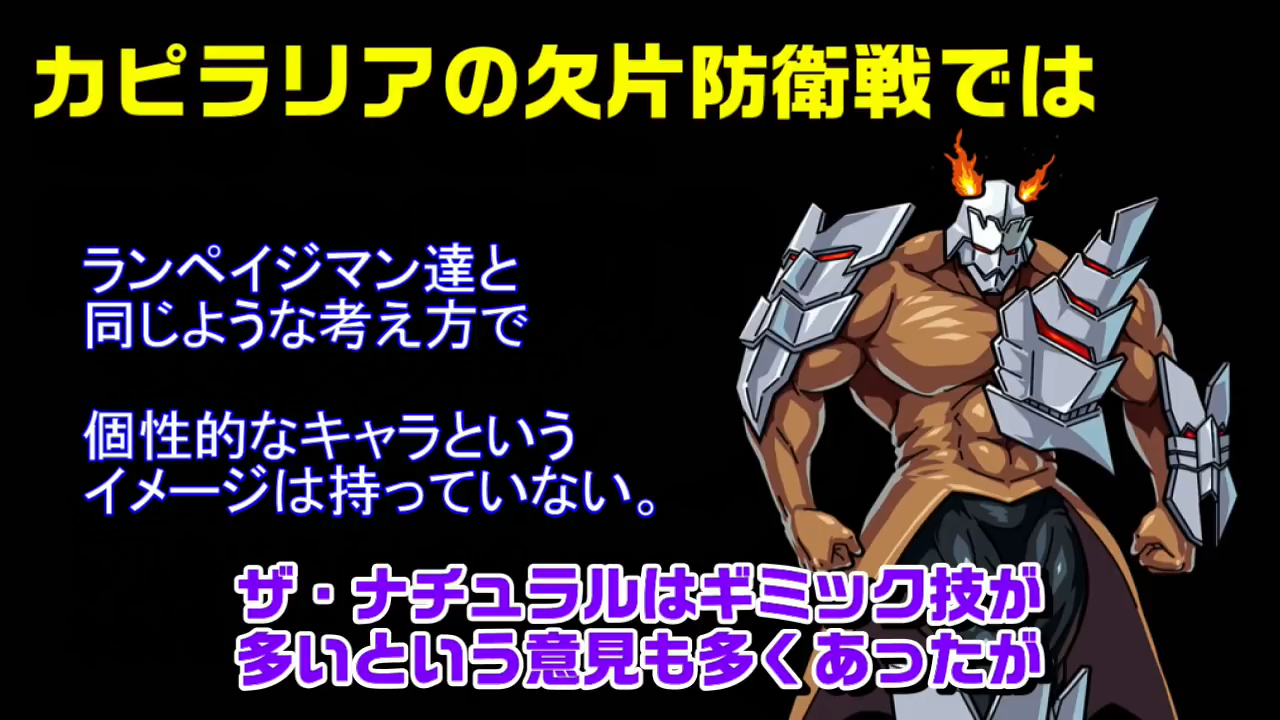 カピラリアの欠片防衛戦では
ランペイジマン達と
同じような考え方で
個性的なキャラという
イメージは持っていない。
ザ・ナチュラルはギミック技が
多いという意見も多くあったが